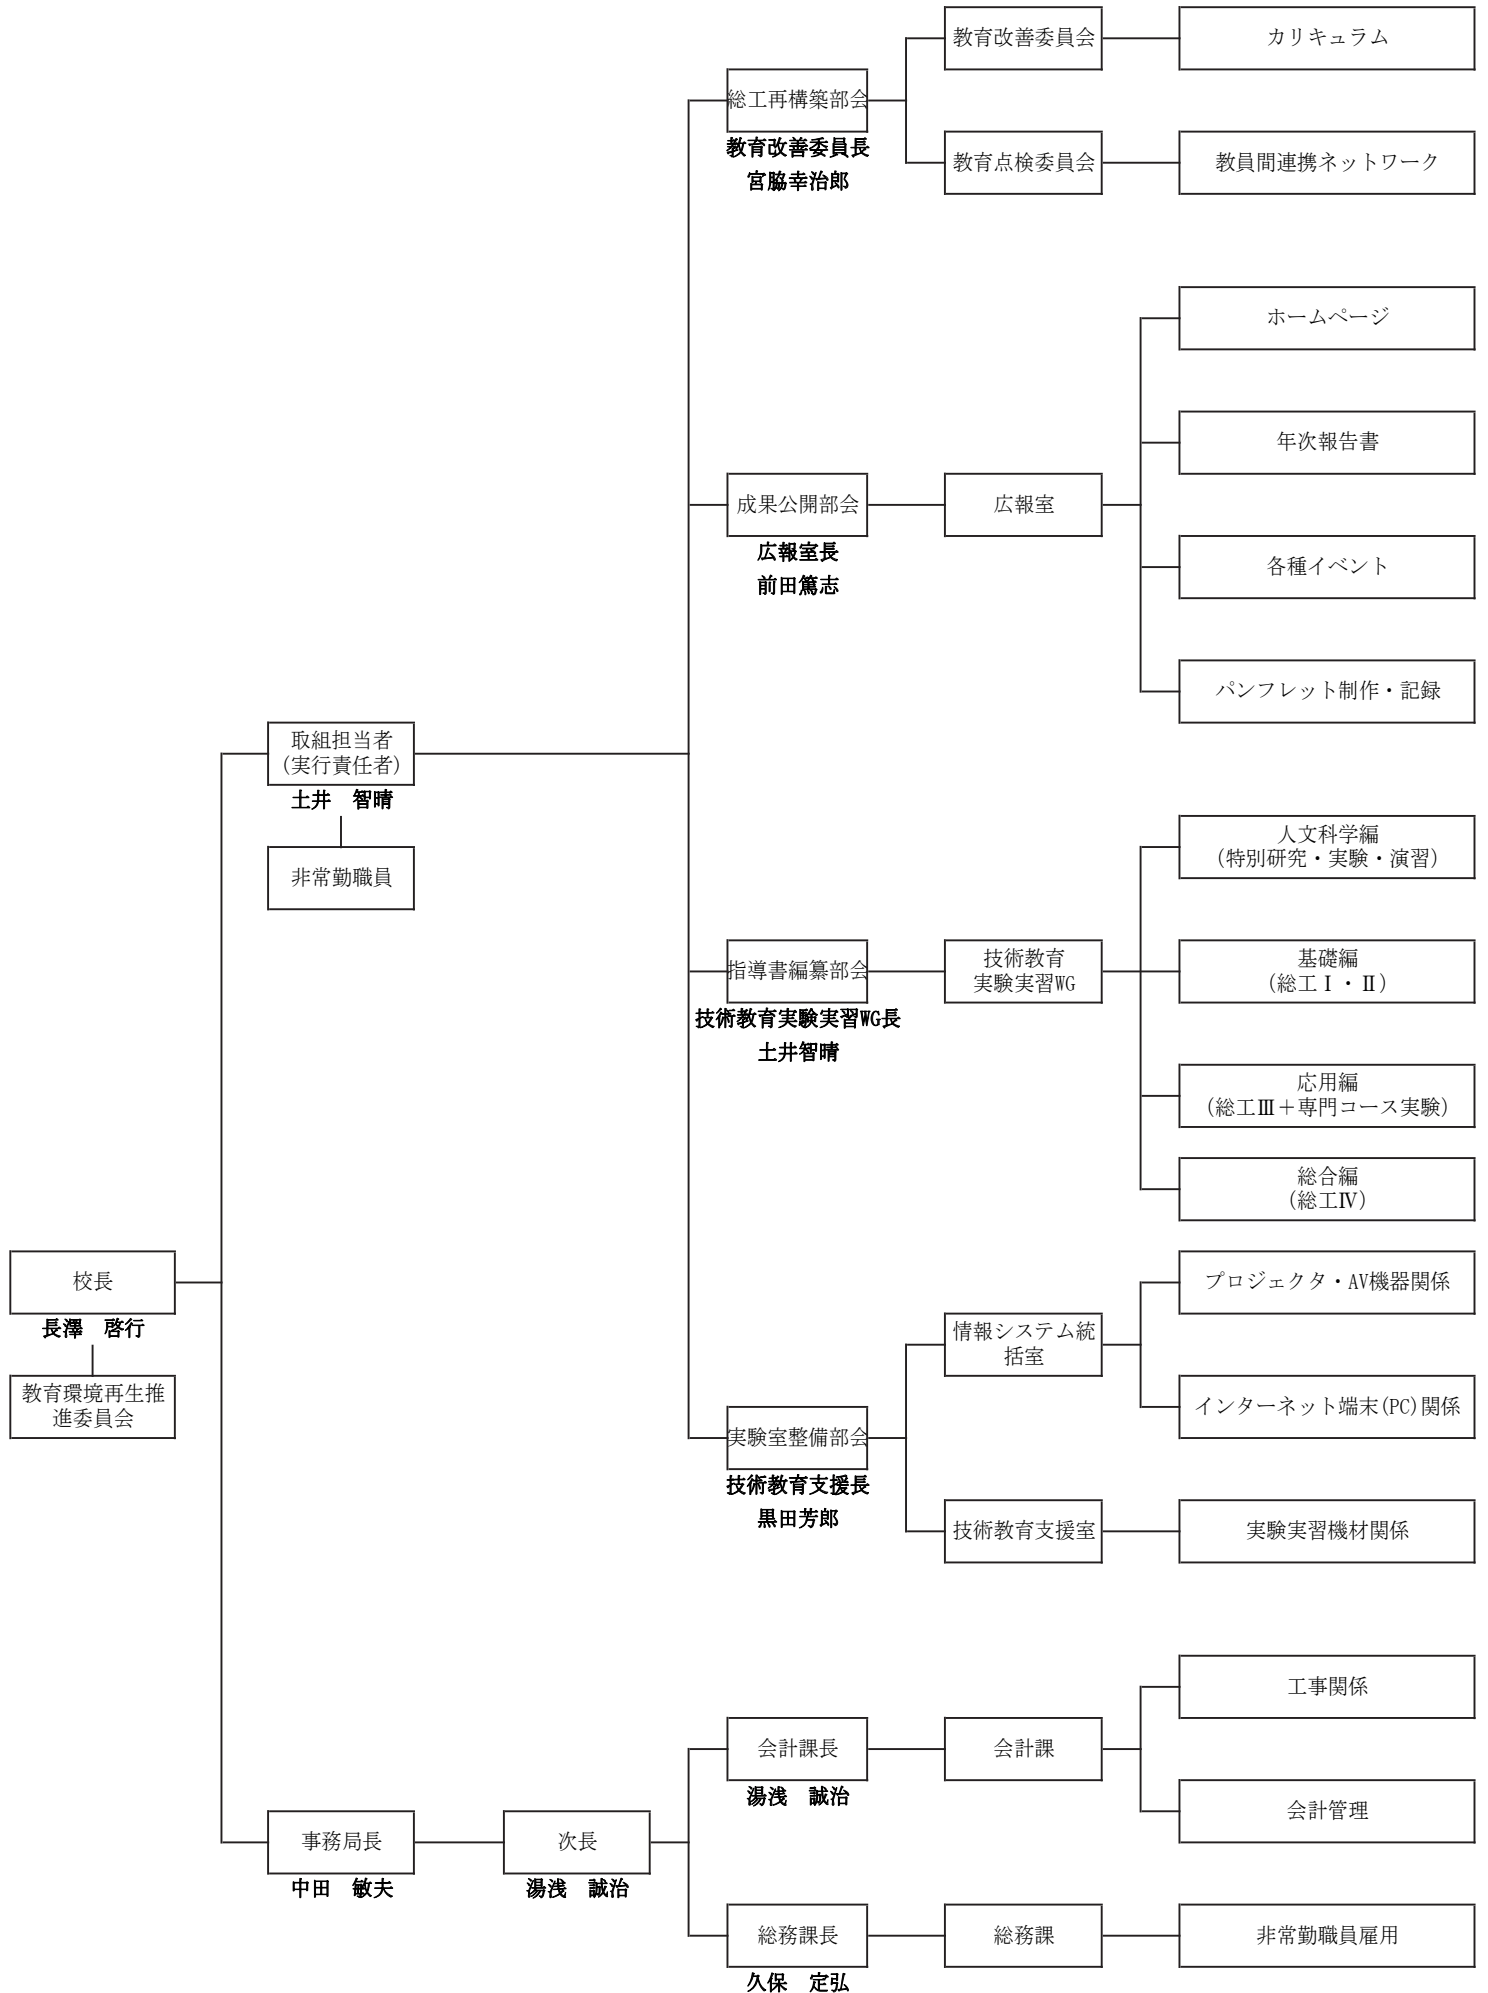 教育改善委員会
カリキュラム
総工再構築部会
教育改善委員長
宮脇幸治郎
教育点検委員会
教員間連携ネットワーク
ホームページ
年次報告書
成果公開部会
広報室長
前田篤志
広報室
各種イベント
パンフレット制作・記録
取組担当者
(実行責任者)
土井　智晴
非常勤職員
人文科学編
(特別研究・実験・演習)
指導書編纂部会
技術教育実験実習WG長
土井智晴
技術教育
実験実習WG
基礎編
(総工Ⅰ・Ⅱ)
応用編
(総工Ⅲ＋専門コース実験)
総合編
(総工Ⅳ)
校長
長澤　啓行
教育環境再生推
進委員会
プロジェクタ・AV機器関係
情報システム統
括室
インターネット端末(PC)関係
実験室整備部会
技術教育支援長
黒田芳郎
技術教育支援室
実験実習機材関係
工事関係
会計課長
湯浅　誠治
会計課
会計管理
事務局長
中田　敏夫
次長
湯浅　誠治
総務課長
久保　定弘
総務課
非常勤職員雇用